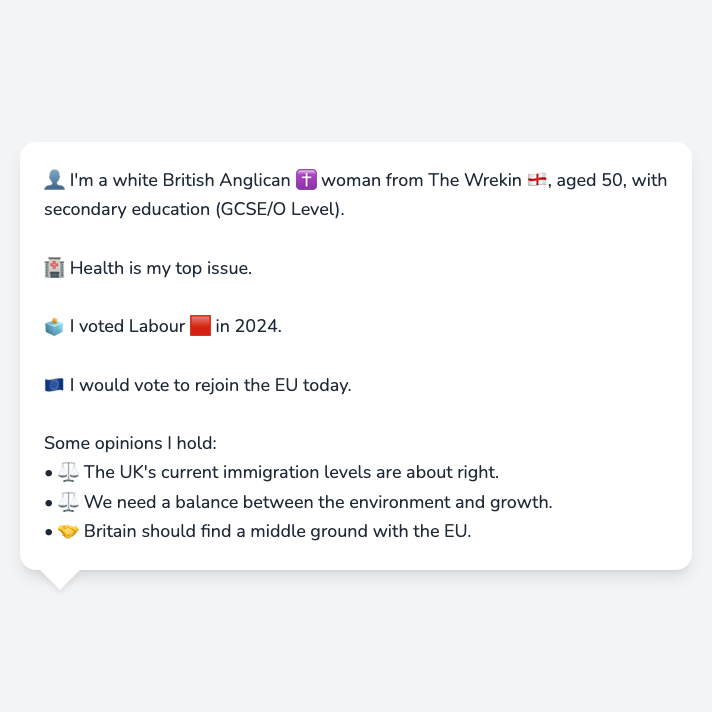 👤 I'm a white British Anglican ✝️ woman from The Wrekin 🏴󠁧󠁢󠁥󠁮󠁧󠁿, aged 50, with
secondary education (GCSE/O Level).
🏥 Health is my top issue.
🗳️ I voted Labour 🟥 in 2024.
🇪🇺 I would vote to rejoin the EU today.
Some opinions I hold:
• ⚖️ The UK's current immigration levels are about right.
• ⚖️ We need a balance between the environment and growth.
• 🤝 Britain should find a middle ground with the EU.